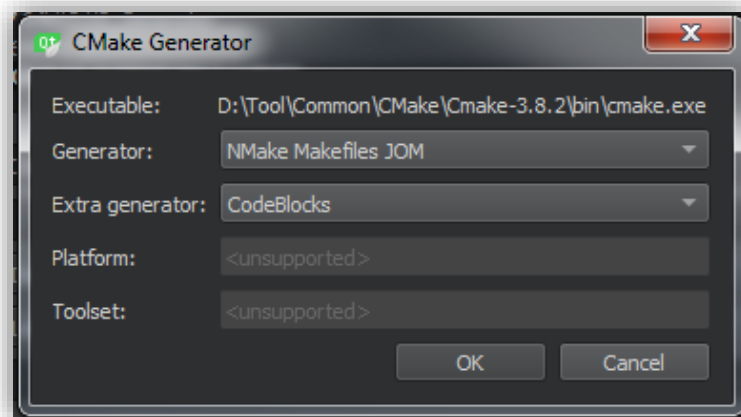 CMake Generator
Executable: D:\Tool\Common\CMake\Cmake-3.8.2\bin\cmake.exe
Generator: NMake Makefiles JOM
Extra generator: CodeBlocks
Platform: <unsupported>
Toolset: <unsupported>
OK Cancel